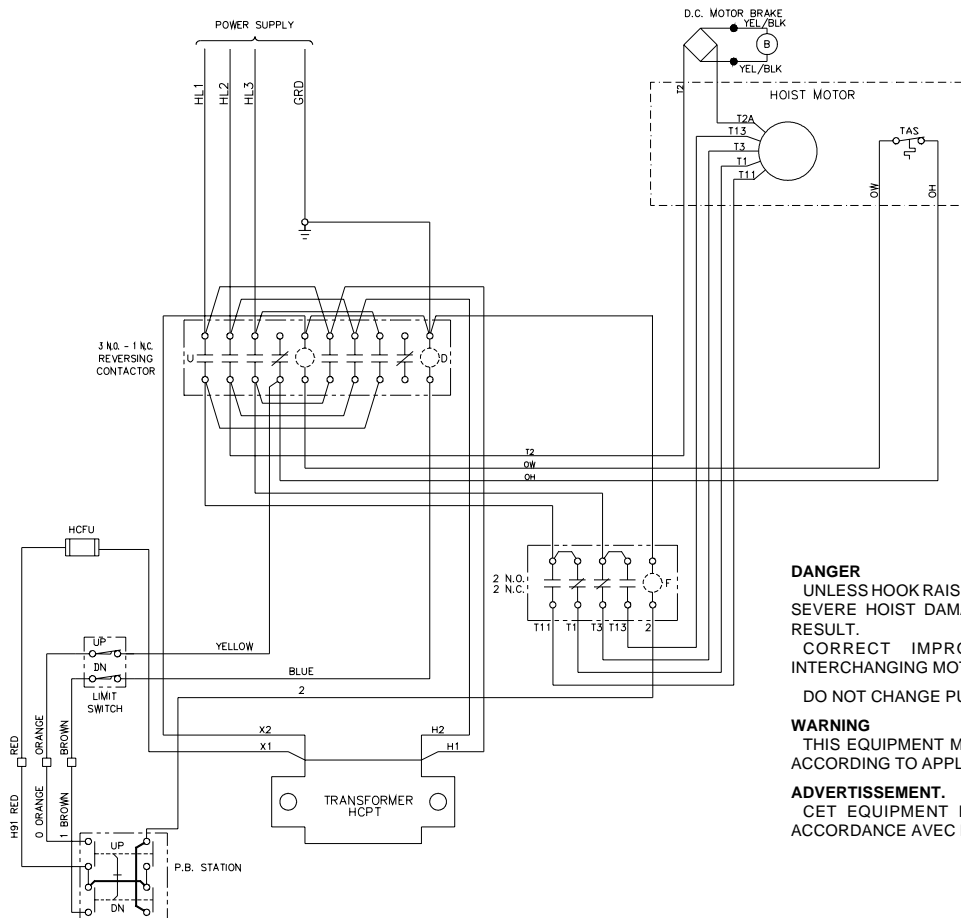 POWER SUPPLY
HL1
HL2
HL3
GRD
D.C. MOTOR BRAKE
YEL/BLK
B
YEL/BLK
T2
HOIST MOTOR
T2A
T13
T3
T1
T11
TAS
OW
OH
3 N.O. - 1 N.C.
REVERSING
CONTACTOR
U
D
T2
OW
OH
HCFU
2 N.O.
2 N.C.
F
T11
T1
T3
T13
2
UP
DN
LIMIT
SWITCH
YELLOW
BLUE
2
X2
X1
H2
H1
TRANSFORMER
HCPT
RED
ORANGE
BROWN
H91 RED
0 ORANGE
1 BROWN
UP
DN
P.B. STATION
DANGER
UNLESS HOOK RAIS
SEVERE HOIST DAM
RESULT.
CORRECT IMPRO
INTERCHANGING MOT
DO NOT CHANGE PU
WARNING
THIS EQUIPMENT M
ACCORDING TO APPL
ADVERTISSEMENT.
CET EQUIPMENT
ACCORDANCE AVEC